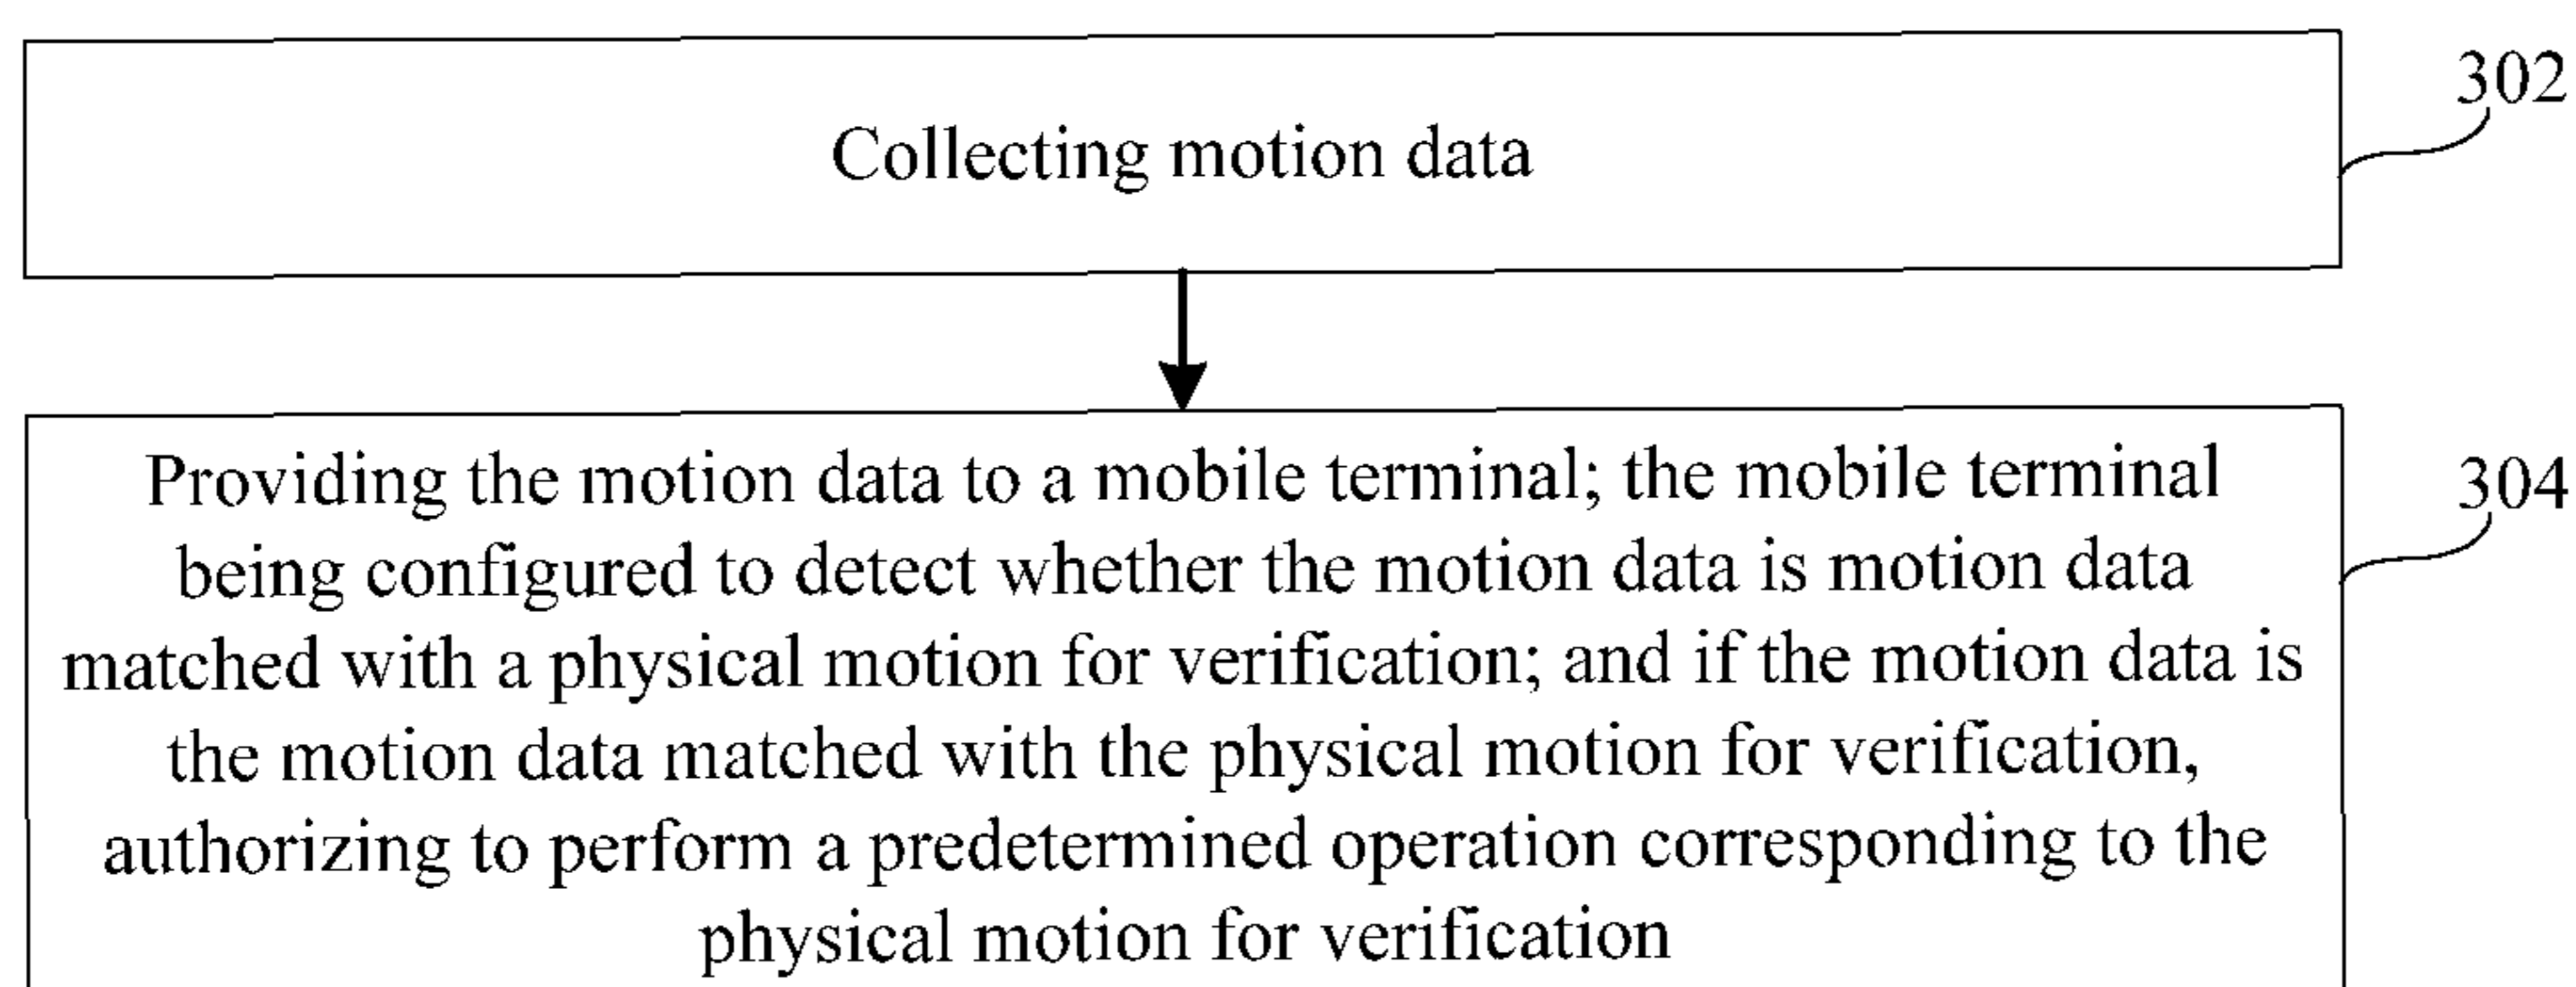 Collecting motion data
302
Providing the motion data to a mobile terminal; the mobile terminal
being configured to detect whether the motion data is motion data
matched with a physical motion for verification; and if the motion data is
the motion data matched with the physical motion for verification,
authorizing to perform a predetermined operation corresponding to the
physical motion for verification
304